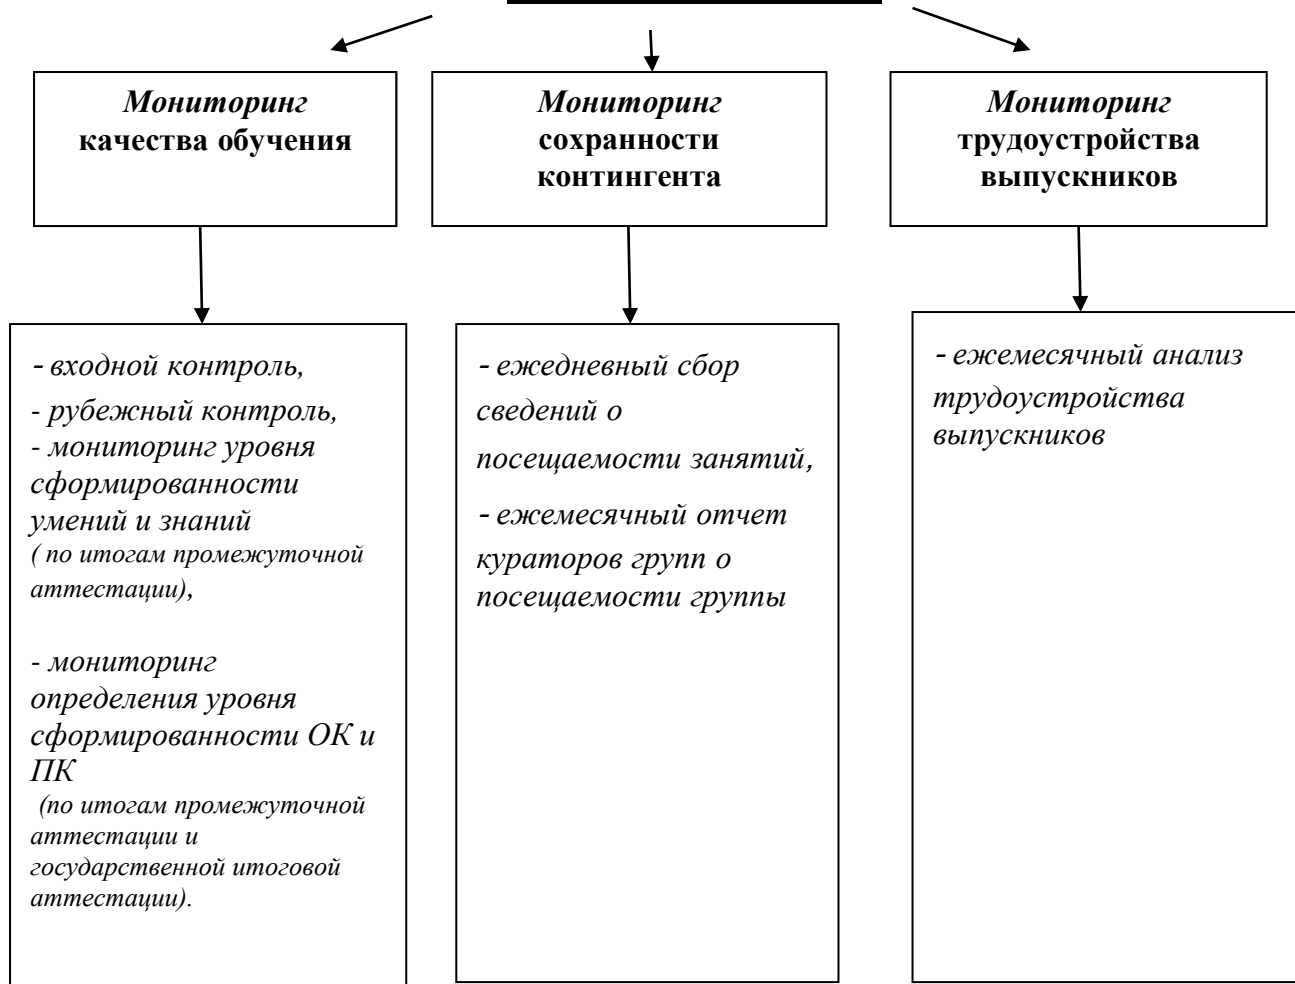 Мониторинг
качества обучения
Мониторинг
сохранности
контингента
Мониторинг
трудоустройства
выпускников
- входной контроль,
- рубежный контроль,
- мониторинг уровня
сформированности
умений и знаний
( по итогам промежуточной
аттестации),
- мониторинг
определения уровня
сформированности ОК и
ПК
(по итогам промежуточной
аттестации и
государственной итоговой
аттестации).
- ежедневный сбор
сведений о
посещаемости занятий,
- ежемесячный отчет
кураторов групп о
посещаемости группы
- ежемесячный анализ
трудоустройства
выпускников